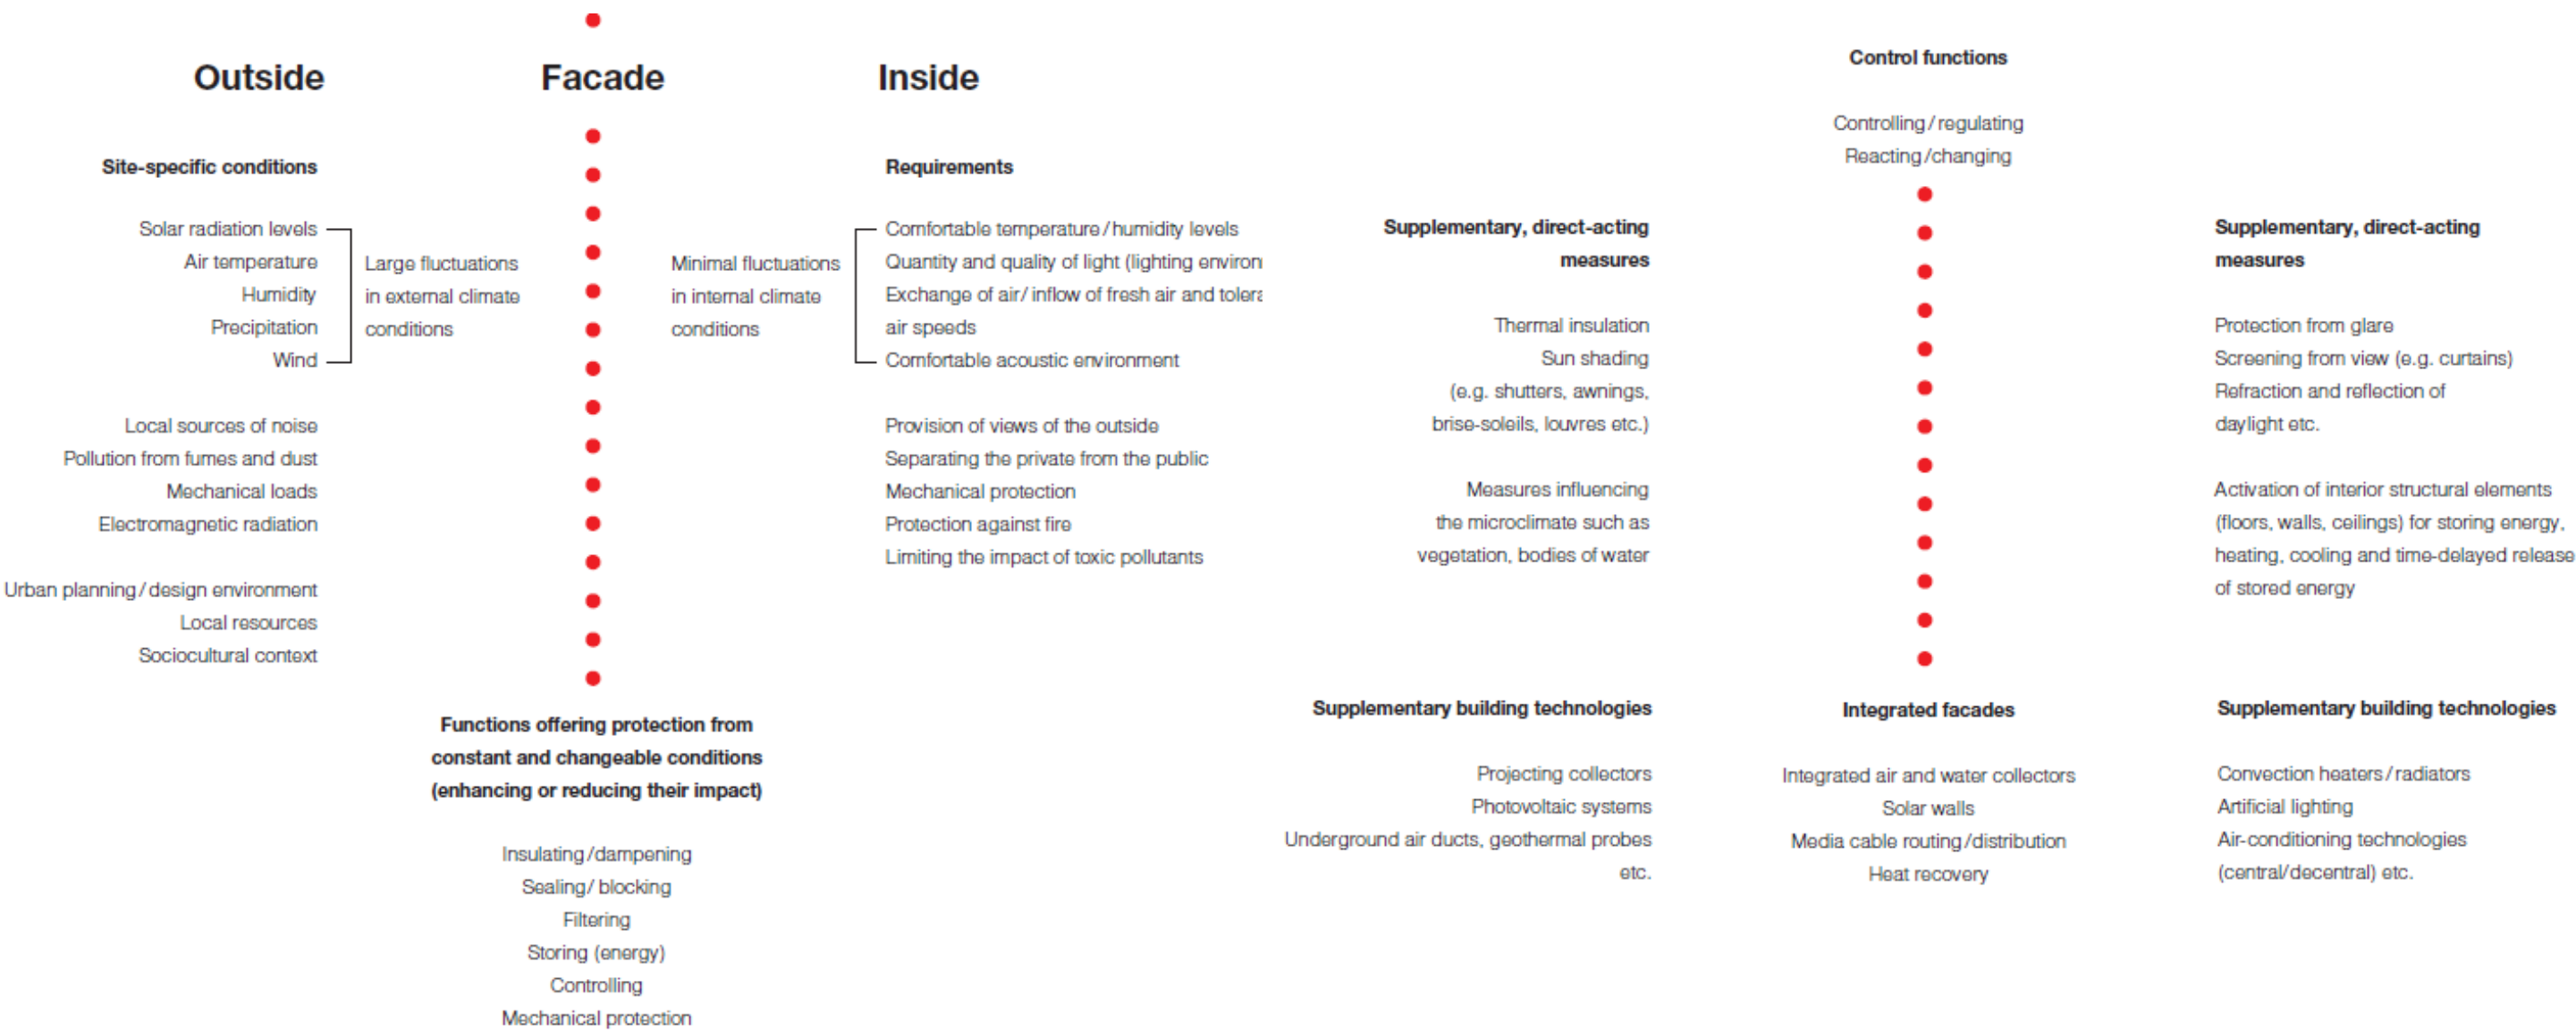 Outside
Facade
Inside
Site-specific conditions
Solar radiation levels
Air temperature
Humidity
Precipitation
Wind
Large fluctuations
in external climate
conditions
Local sources of noise
Pollution from fumes and dust
Mechanical loads
Electromagnetic radiation
Urban planning/design environment
Local resources
Sociocultural context
Minimal fluctuations
in internal climate
conditions
Requirements
Comfortable temperature/humidity levels
Quantity and quality of light (lighting
Exchange of air/ inflow of fresh air and
air speeds
Comfortable acoustic environment
Provision of views of the outside
Separating the private from the public
Mechanical protection
Protection against fire
Limiting the impact of toxic pollutants
Functions offering protection from
constant and changeable conditions
(enhancing or reducing their impact)
Insulating/dampening
Sealing/ blocking
Filtering
Storing (energy)
Controlling
Mechanical protection
Control functions
Controlling/regulating
Reacting/changing
Supplementary, direct-acting
measures
Thermal insulation
Sun shading
(e.g. shutters, awnings,
brise-soleils, louvres etc.)
Measures influencing
the microclimate such as
vegetation, bodies of water
Supplementary, direct-acting
measures
Protection from glare
Screening from view (e.g. curtains)
Refraction and reflection of
daylight etc.
Activation of interior structural elements
(floors, walls, ceilings) for storing energy,
heating, cooling and time-delayed release
of stored energy
Supplementary building technologies
Projecting collectors
Photovoltaic systems
Underground air ducts, geothermal probes
etc.
Integrated facades
Integrated air and water collectors
Solar walls
Media cable routing/distribution
Heat recovery
Supplementary building technologies
Convection heaters/radiators
Artificial lighting
Air-conditioning technologies
(central/decentral) etc.